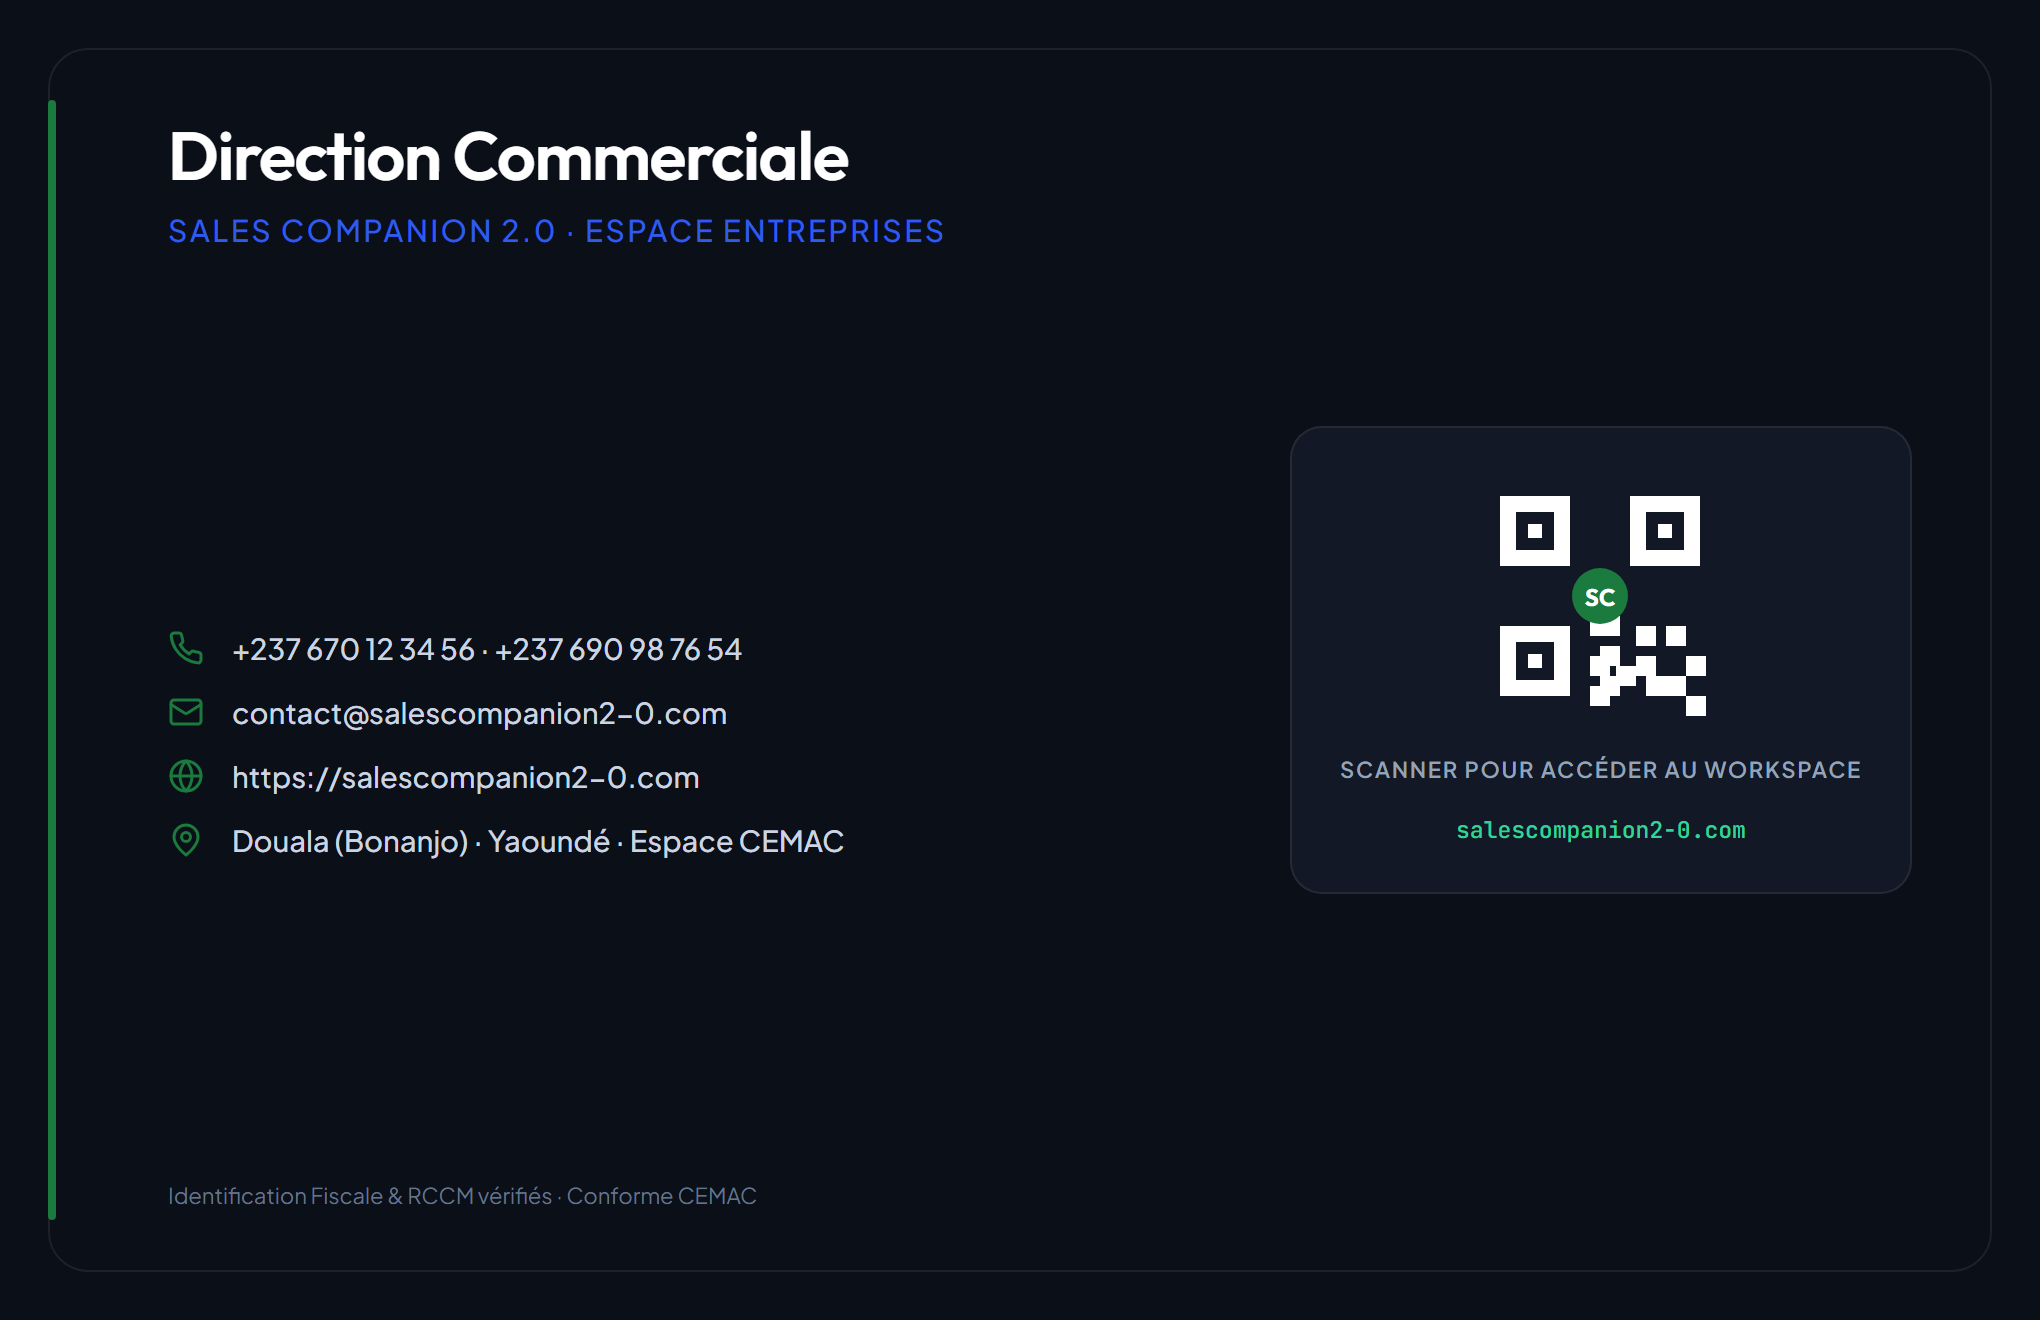 Direction Commerciale
SALES COMPANION 2.0 · ESPACE ENTREPRISES
+237 670 12 34 56 · +237 690 98 76 54
contact@salescompanion2-0.com
https://salescompanion2-0.com
Douala (Bonanjo) · Yaoundé · Espace CEMAC
SC
SCANNER POUR ACCÉDER AU WORKSPACE
salescompanion2-0.com
Identification Fiscale & RCCM vérifiés · Conforme CEMAC